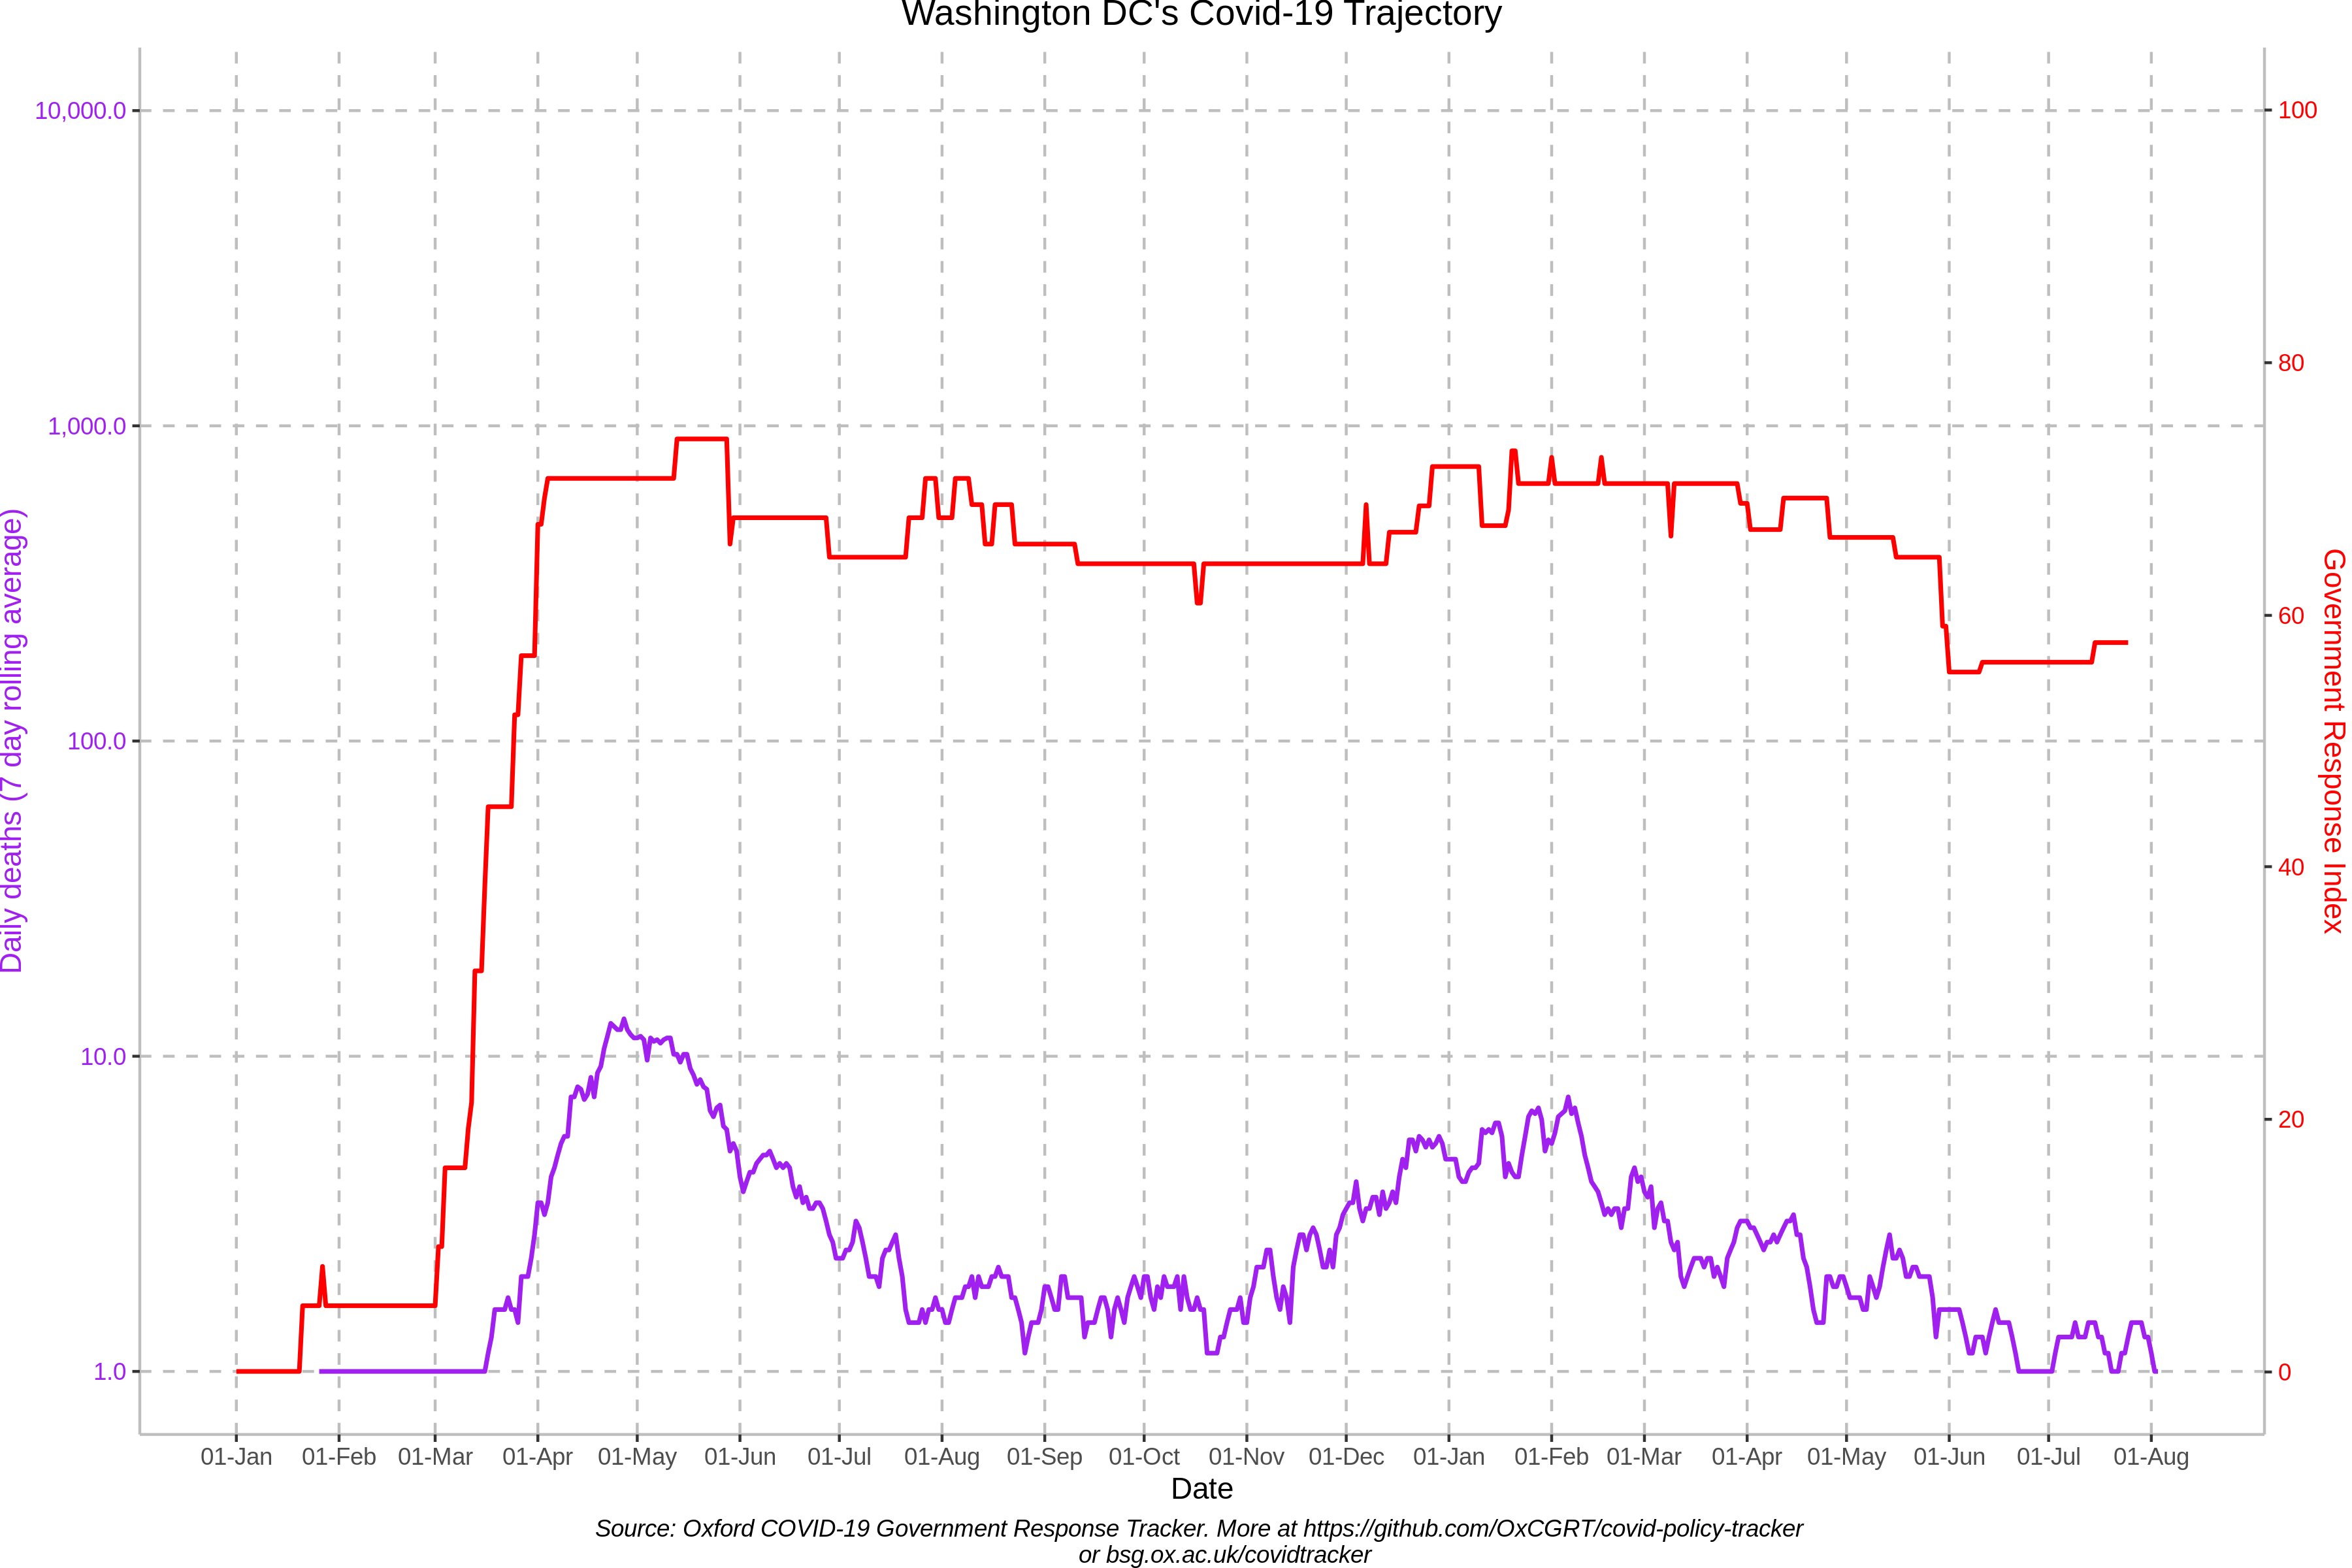 Washington DC's Covid-19 Trajectory
Daily deaths (7 day rolling average)
10,000.0
1,000.0
100.0
10.0
1.0
100
80
60
40
20
0
Government Response Index
01-Jan 01-Feb 01-Mar 01-Apr 01-May 01-Jun 01-Jul 01-Aug 01-Sep 01-Oct 01-Nov 01-Dec 01-Jan 01-Feb 01-Mar 01-Apr 01-May 01-Jun 01-Jul 01-Aug
Date
Source: Oxford COVID-19 Government Response Tracker. More at https://github.com/OxCGRT/covid-policy-tracker
or bsg.ox.ac.uk/covidtracker